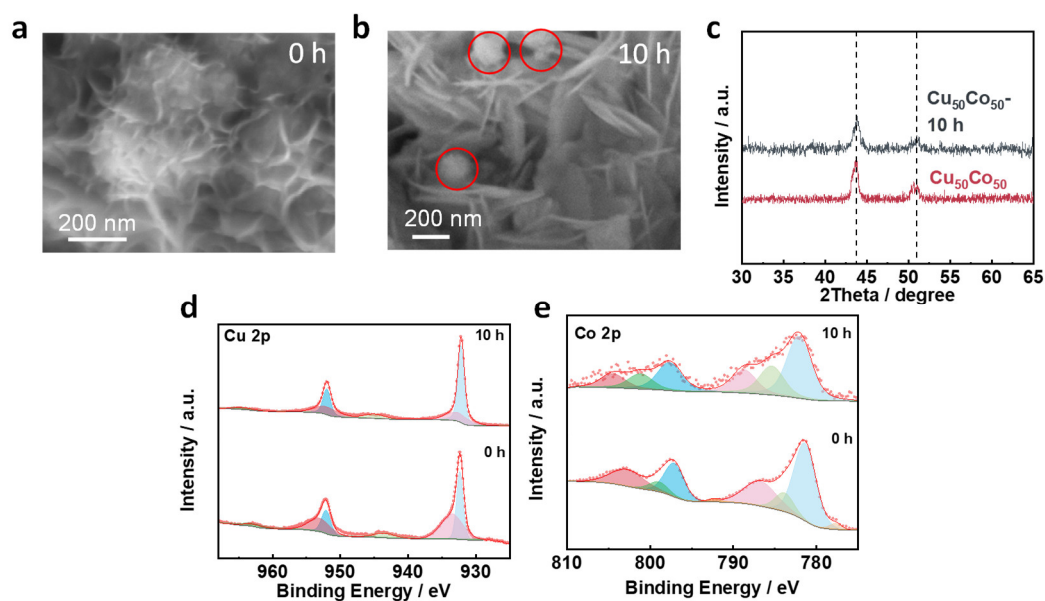 a
0 h
200 nm
b
10 h
200 nm
c
Intensity / a.u.
Cu50Co50-
10 h
Cu50Co50
30 35 40 45 50 55 60 65
2Theta / degree
d
Cu 2p
10 h
0 h
Intensity / a.u.
960 950 940 930
Binding Energy / eV
e
Co 2p
10 h
0 h
Intensity / a.u.
810 800 790 780
Binding Energy / eV